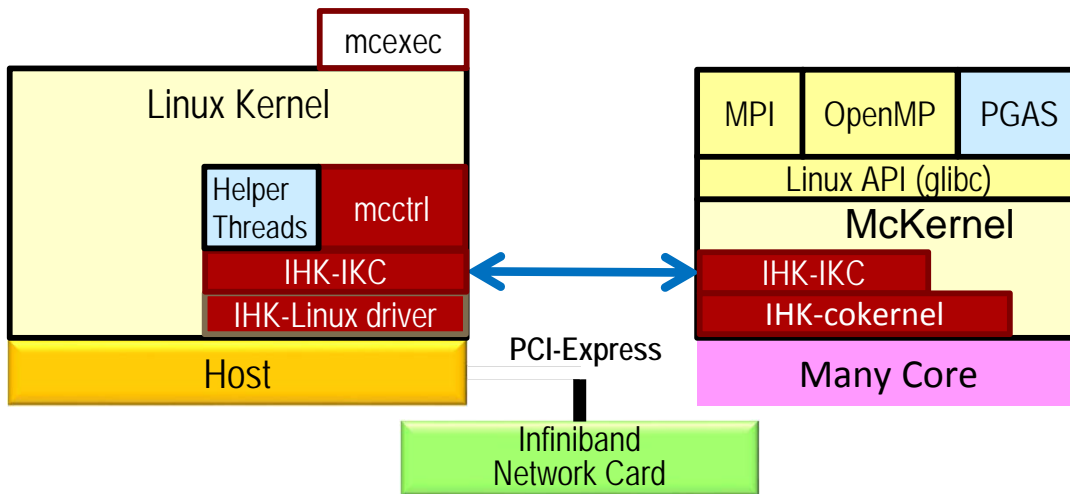 mcexec
Linux Kernel
Helper
Threads
mcctrl
IHK-IKC
IHK-Linux driver
Host
PCI-Express
Infiniband
Network Card
MPI
OpenMP
PGAS
Linux API (glibc)
McKernel
IHK-IKC
IHK-cokernel
Many Core